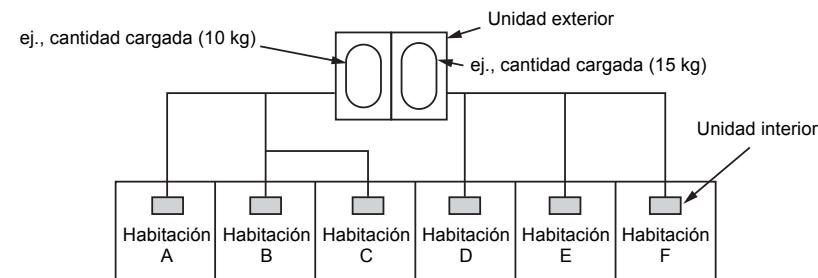 Unidad exterior
ej., cantidad cargada (10 kg)
ej., cantidad cargada (15 kg)
Unidad interior
Habitación
A
Habitación
B
Habitación
C
Habitación
D
Habitación
E
Habitación
F